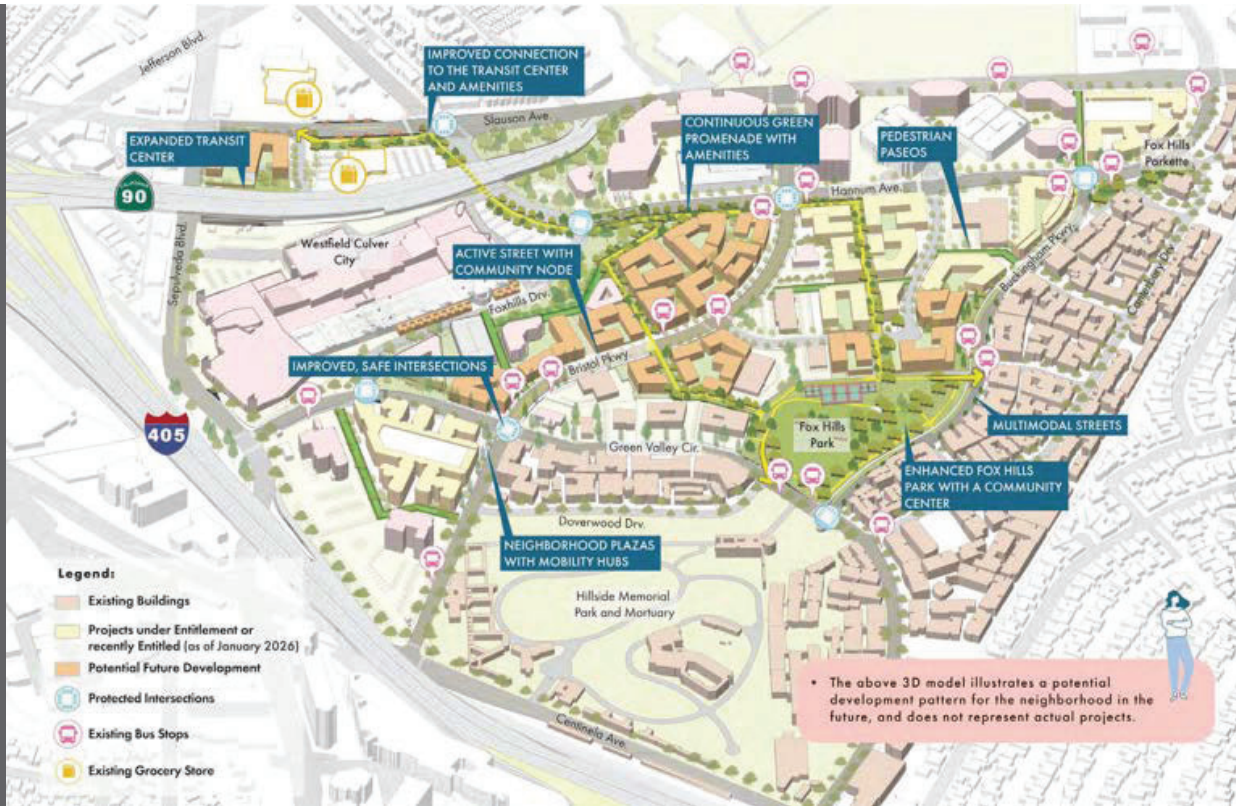 Jefferson Blvd.
IMPROVED CONNECTION
TO THE TRANSIT CENTER
AND AMENITIES
Slauson Ave.
EXPANDED TRANSIT
CENTER
CONTINUOUS GREEN
PROMENADE WITH
AMENITIES
PEDESTRIAN
PASEOS
Fox Hills
Parkette
CALIFORNIA
90
Hannum Ave.
Sepulveda Blvd.
Westfield Culver
City
ACTIVE STREET WITH
COMMUNITY NODE
Buckingham Pkwy.
Canterbury Dr.
Foxhills Drv.
Bristol Pkwy.
IMPROVED, SAFE INTERSECTIONS
405
Fox Hills
Park
MULTIMODAL STREETS
Green Valley Cir.
ENHANCED FOX HILLS
PARK WITH A COMMUNITY
CENTER
Doverwood Drv.
NEIGHBORHOOD PLAZAS
WITH MOBILITY HUBS
Hillside Memorial
Park and Mortuary
Centinela Ave.
Legend:
Existing Buildings
Projects under Entitlement or
recently Entitled (as of January 2026)
Potential Future Development
Protected Intersections
Existing Bus Stops
Existing Grocery Store
• The above 3D model illustrates a potential
development pattern for the neighborhood in the
future, and does not represent actual projects.